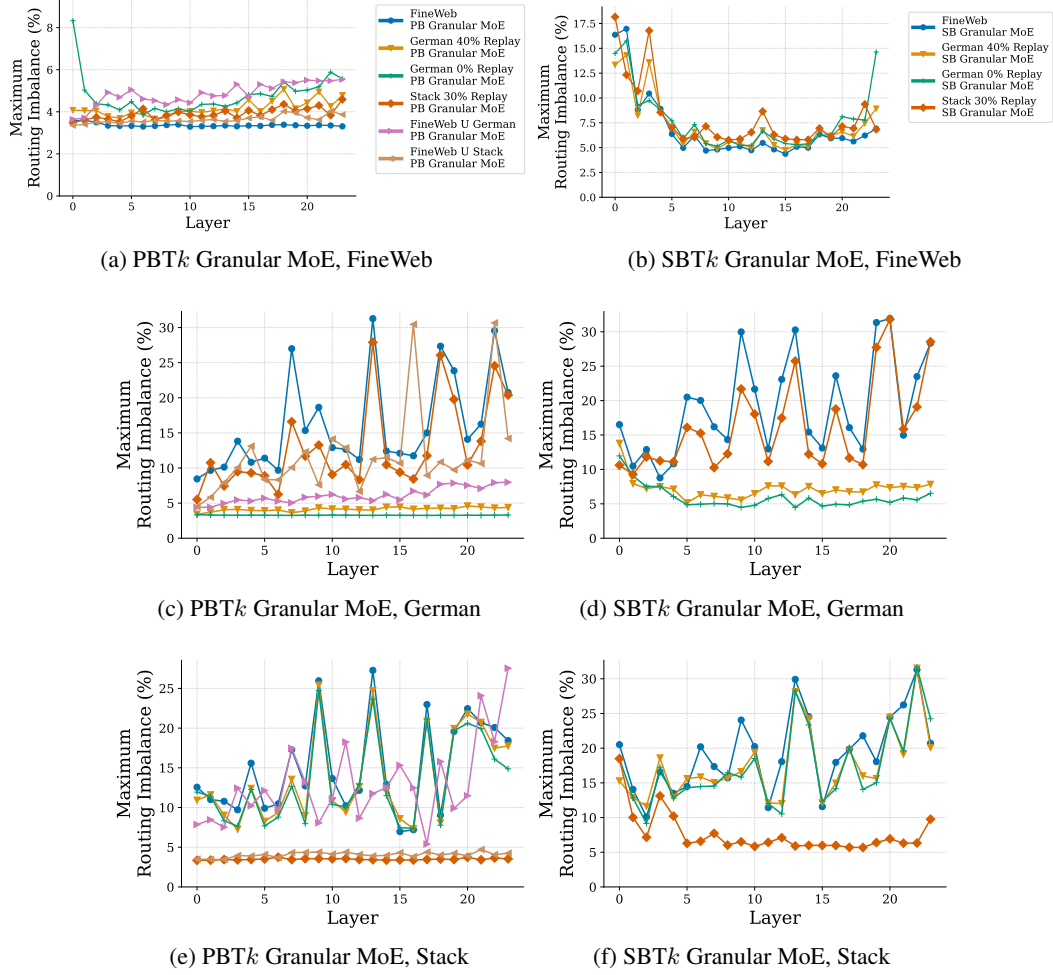 Maximum
Routing Imbalance (%)
8
6
4
2
0
0
5
10
15
20
Layer
FineWeb
PB Granular MoE
German 40% Replay
PB Granular MoE
German 0% Replay
PB Granular MoE
Stack 30% Replay
PB Granular MoE
FineWeb U German
PB Granular MoE
FineWeb U Stack
PB Granular MoE
(a) PBTk Granular MoE, FineWeb
Maximum
Routing Imbalance (%)
17.5
15.0
12.5
10.0
7.5
5.0
2.5
0.0
0
5
10
15
20
Layer
FineWeb
SB Granular MoE
German 40% Replay
SB Granular MoE
German 0% Replay
SB Granular MoE
Stack 30% Replay
SB Granular MoE
(b) SBTk Granular MoE, FineWeb
Maximum
Routing Imbalance (%)
30
25
20
15
10
5
0
0
5
10
15
20
Layer
(c) PBTk Granular MoE, German
Maximum
Routing Imbalance (%)
30
25
20
15
10
5
0
0
5
10
15
20
Layer
(d) SBTk Granular MoE, German
Maximum
Routing Imbalance (%)
25
20
15
10
5
0
0
5
10
15
20
Layer
(e) PBTk Granular MoE, Stack
Maximum
Routing Imbalance (%)
30
25
20
15
10
5
0
0
5
10
15
20
Layer
(f) SBTk Granular MoE, Stack